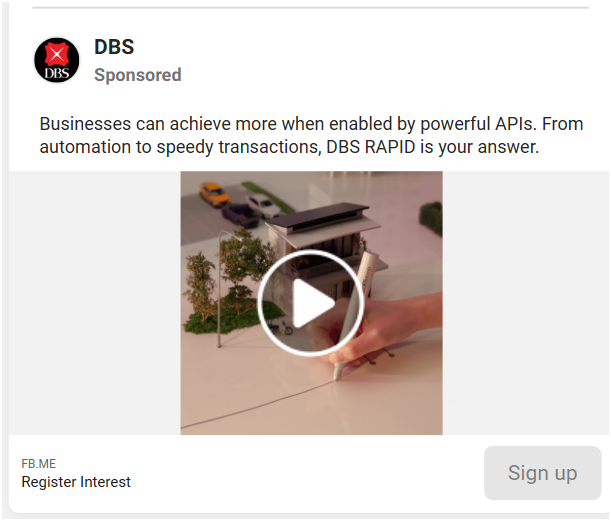 DBS
Sponsored
DBS
Businesses can achieve more when enabled by powerful APIs. From
automation to speedy transactions, DBS RAPID is your answer.
FB.ME
Register Interest
Sign up